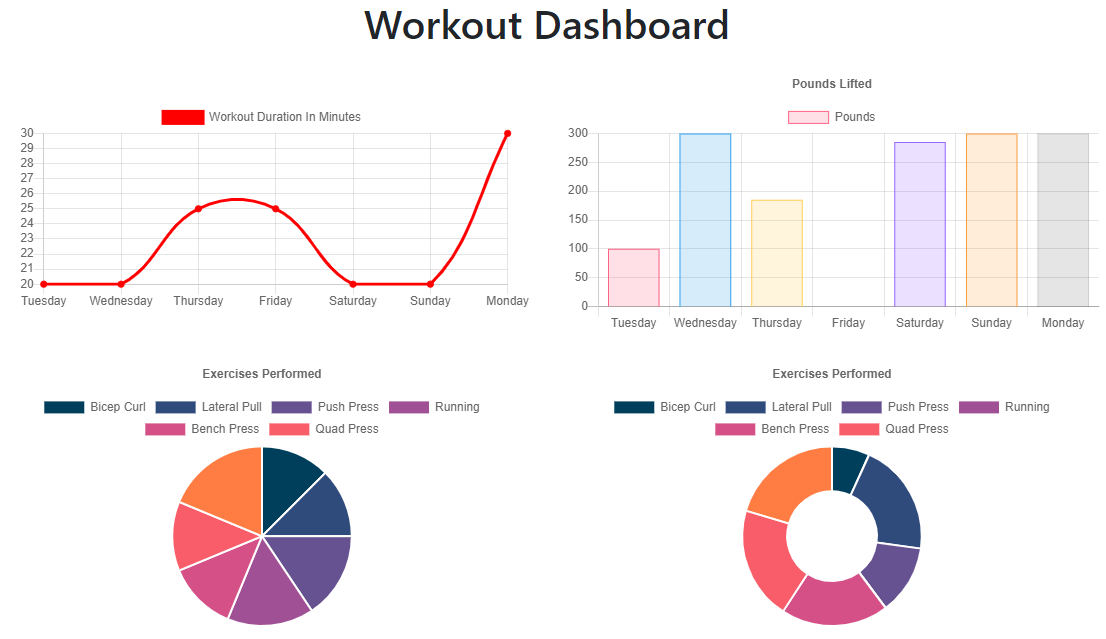 Workout Dashboard
Workout Duration In Minutes
30
29
28
27
26
25
24
23
22
21
20
Tuesday Wednesday Thursday Friday Saturday Sunday Monday
Pounds Lifted
Pounds
300
250
200
150
100
50
0
Tuesday Wednesday Thursday Friday Saturday Sunday Monday
Exercises Performed
Bicep Curl Lateral Pull Push Press Running
Bench Press Quad Press
Exercises Performed
Bicep Curl Lateral Pull Push Press Running
Bench Press Quad Press